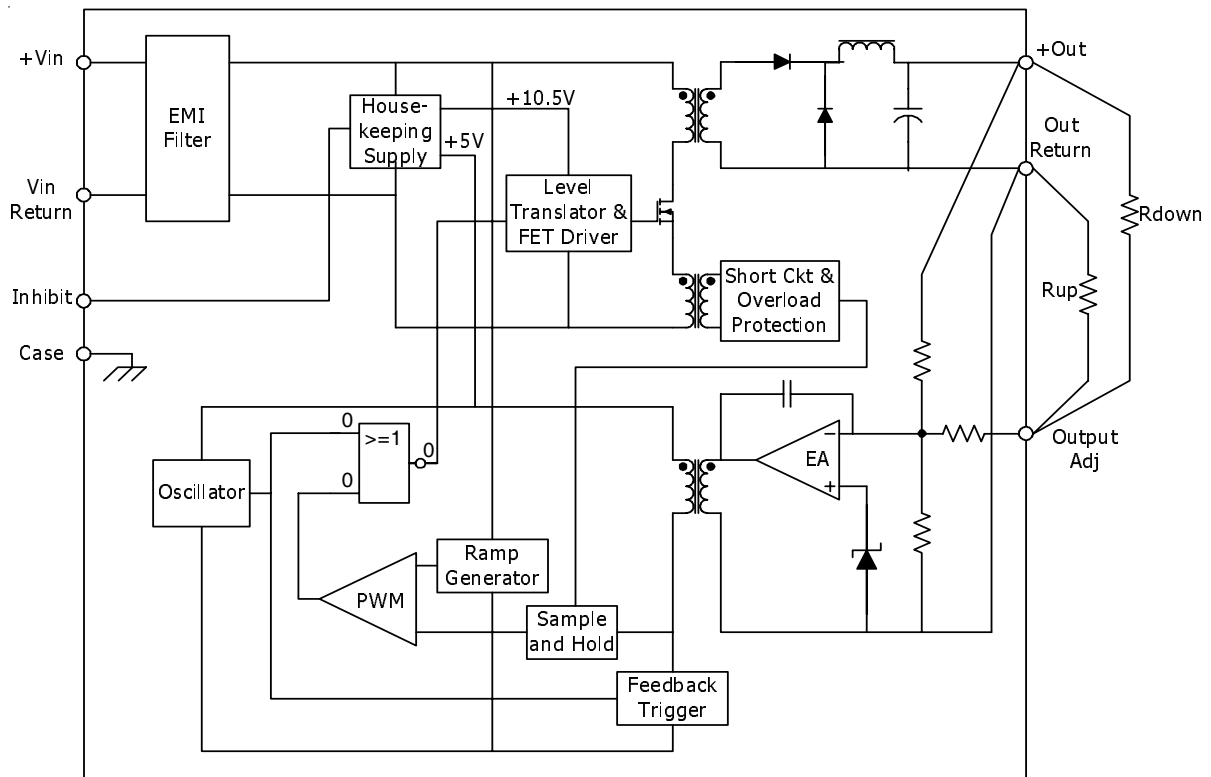 +Vin
EMI
Filter
House-
keeping
Supply
+10.5V
+5V
+Out
Out
Return
Vin
Return
Level
Translator &
FET Driver
Rdown
Inhibit
Short Ckt &
Overload
Protection
Rup
Case
0
>=1
0
0
EA
−
+
Output
Adj
Oscillator
Ramp
Generator
PWM
Sample
and Hold
Feedback
Trigger